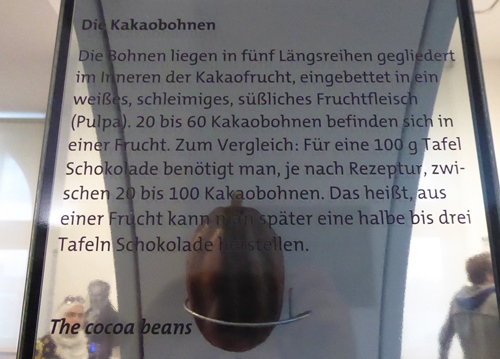 Die Kakaobohnen
Die Bohnen liegen in fünf Längsreihen gegliedert
im Inneren der Kakaofrucht, eingebettet in ein
weißes, schleimiges, süßliches Fruchtfleisch
(Pulpa). 20 bis 60 Kakaobohnen befinden sich in
einer Frucht. Zum Vergleich: Für eine 100 g Tafel
Schokolade benötigt man, je nach Rezeptur, zwi-
schen 20 bis 100 Kakaobohnen. Das heißt, aus
einer Frucht kann man später eine halbe bis drei
Tafeln Schokolade herstellen.
The cocoa beans